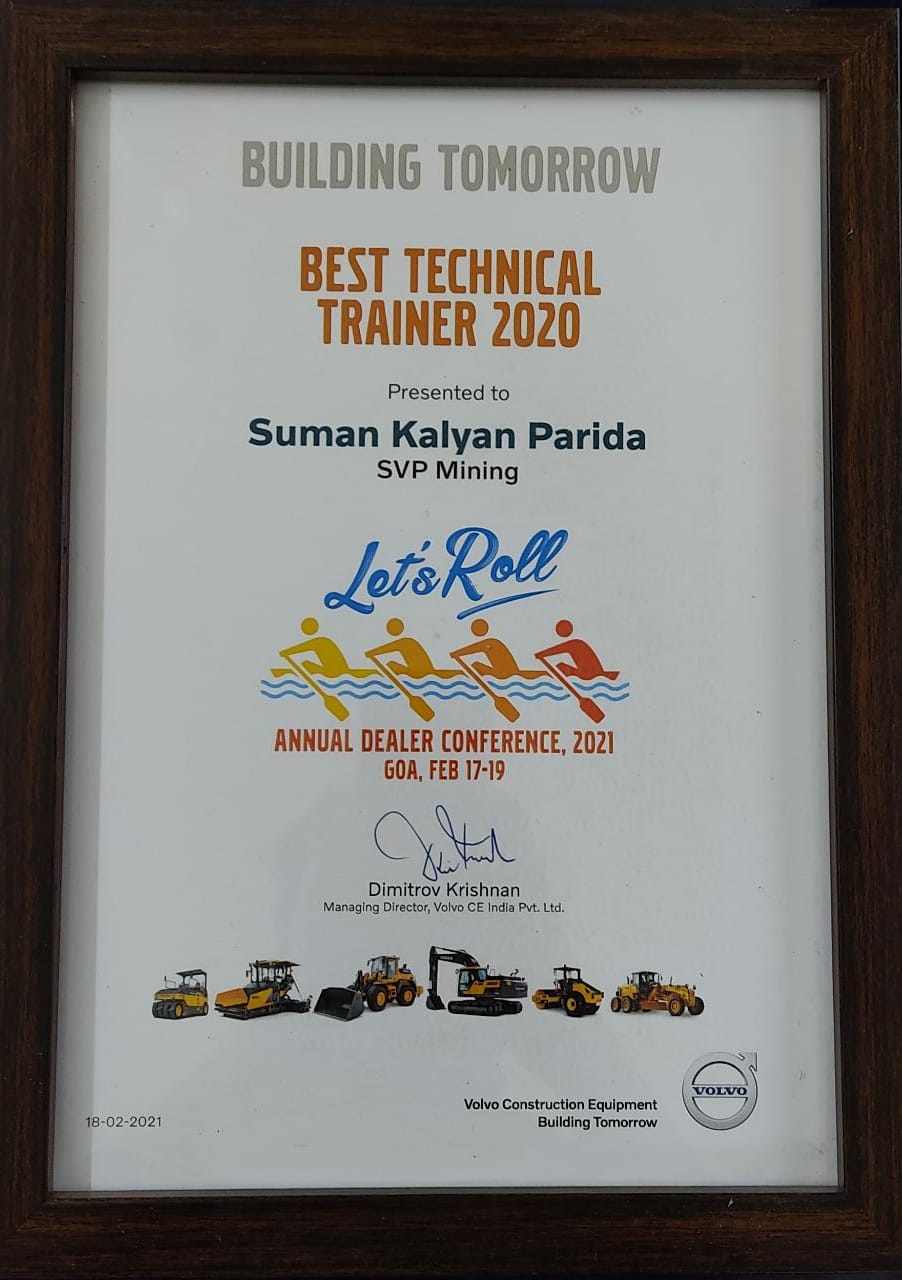 BUILDING TOMORROW
BEST TECHNICAL
TRAINER 2020
Presented to
Suman Kalyan Parida
SVP Mining
Let's Roll
ANNUAL DEALER CONFERENCE, 2021
GOA, FEB 17-19
Dimitrov Krishnan
Managing Director, Volvo CE India Pvt. Ltd.
Volvo Construction Equipment
Building Tomorrow
VOLVO
18-02-2021